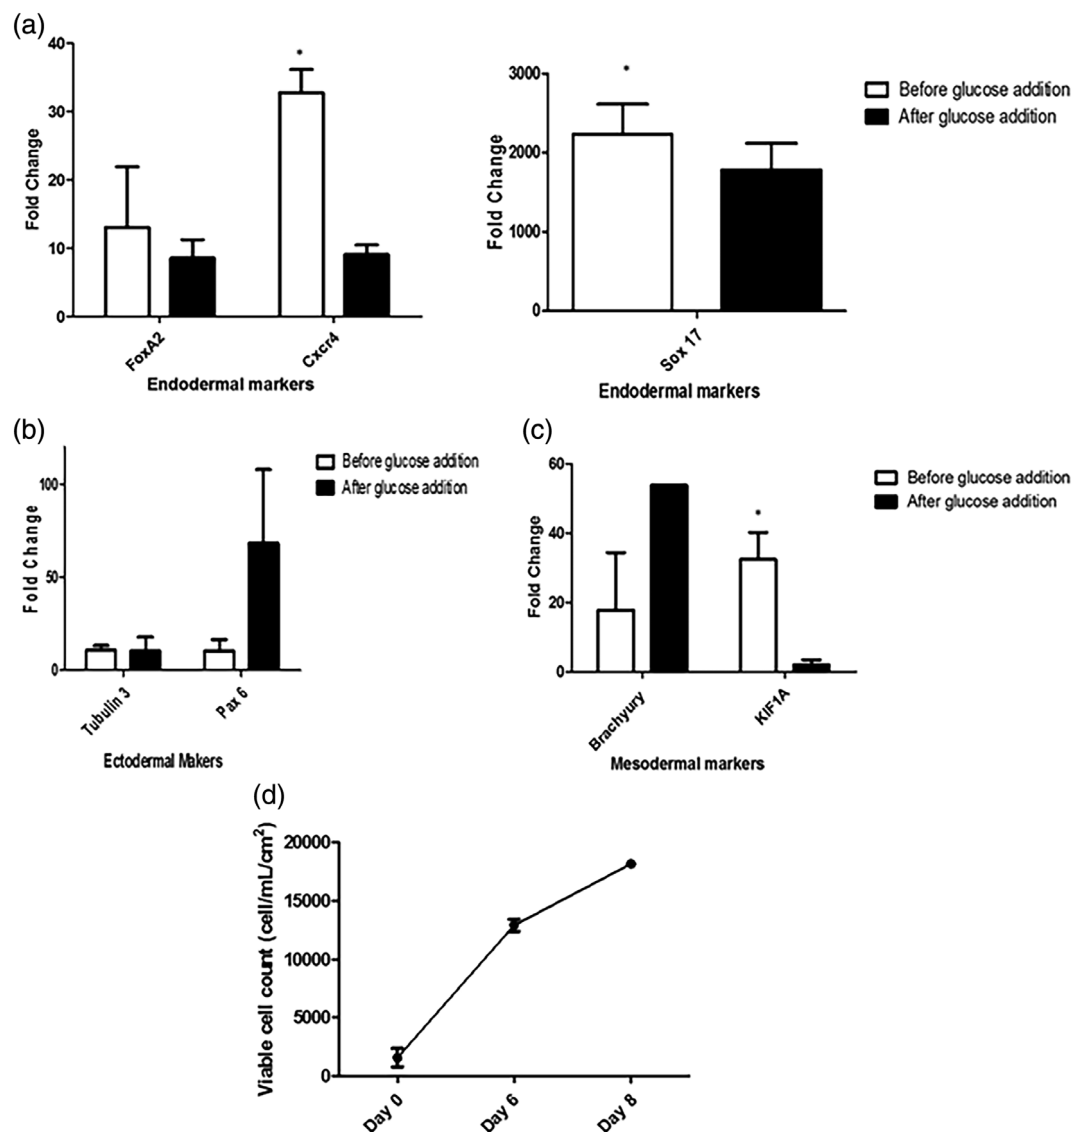 (a)
40
30
20
10
0
Fold Change
*
FoxA2
Cxcr4
Endodermal markers
3000
2000
1000
0
Fold Change
*
Sox 17
Endodermal markers
Before glucose addition
After glucose addition
(b)
100
50
0
Fold Change
Tubulin 3
Pax 6
Ectodermal Makers
Before glucose addition
After glucose addition
(c)
60
40
20
0
Fold Change
*
Brachyury
KIF1A
Mesodermal markers
Before glucose addition
After glucose addition
(d)
20000
15000
10000
5000
0
Viable cell count (cell/mL/cm²)
Day 0
Day 6
Day 8